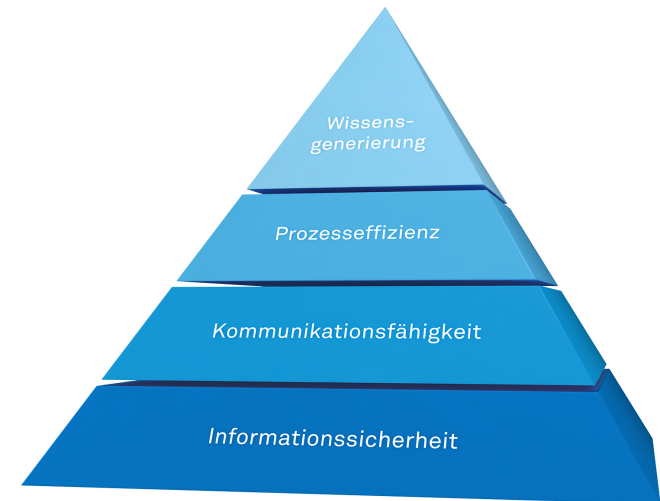 Wissens-
generierung
Prozesseffizienz
Kommunikationsfähigkeit
Informationssicherheit